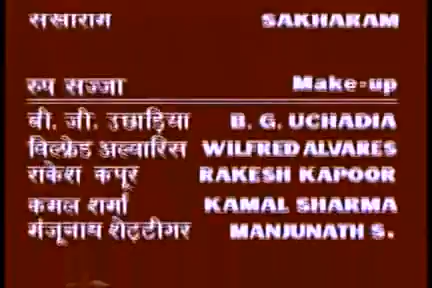 सखाराम SAKHARAM
रुप सज्जा Make-up
बी. जी. उछाड़िया B. G. UCHADIA
विल्फ्रेड अल्वारिस WILFRED ALVARES
राकेश कपूर RAKESH KAPOOR
कमल शर्मा KAMAL SHARMA
मंजूनाथ शेट्टीगर MANJUNATH S.